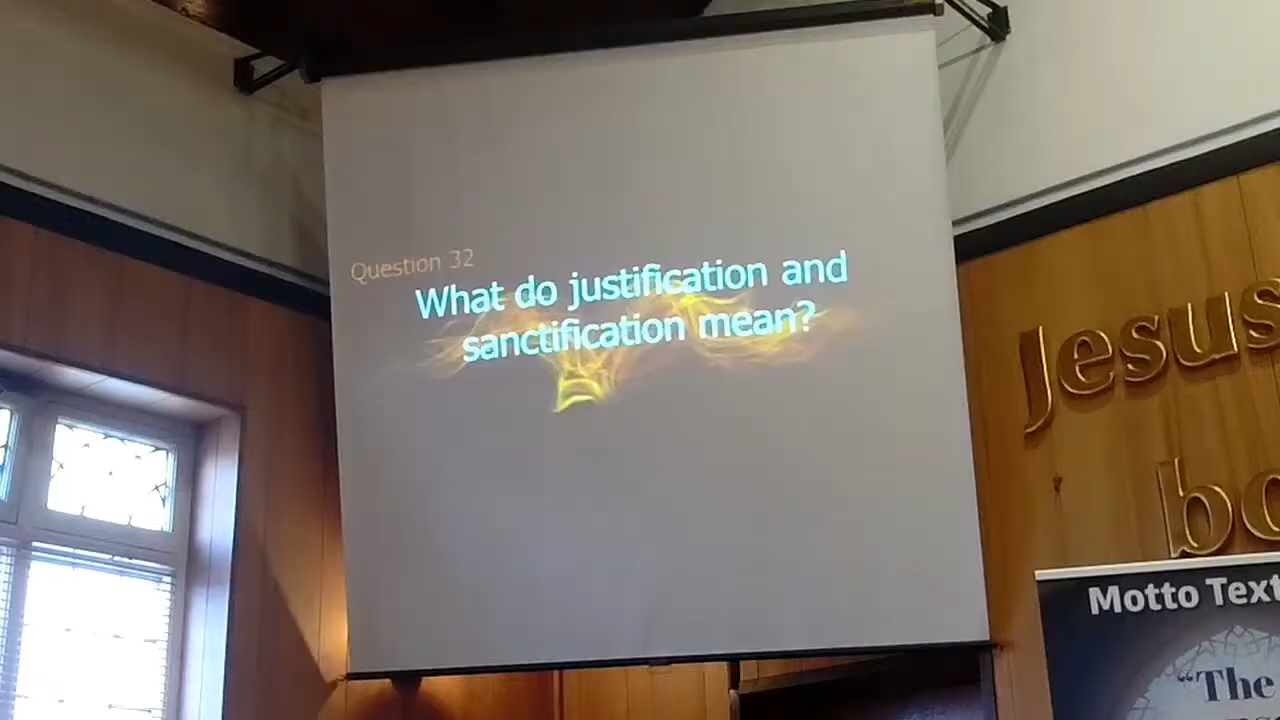 Question 32
What do justification and
sanctification mean?
Jesus
bo
Motto Text
“The